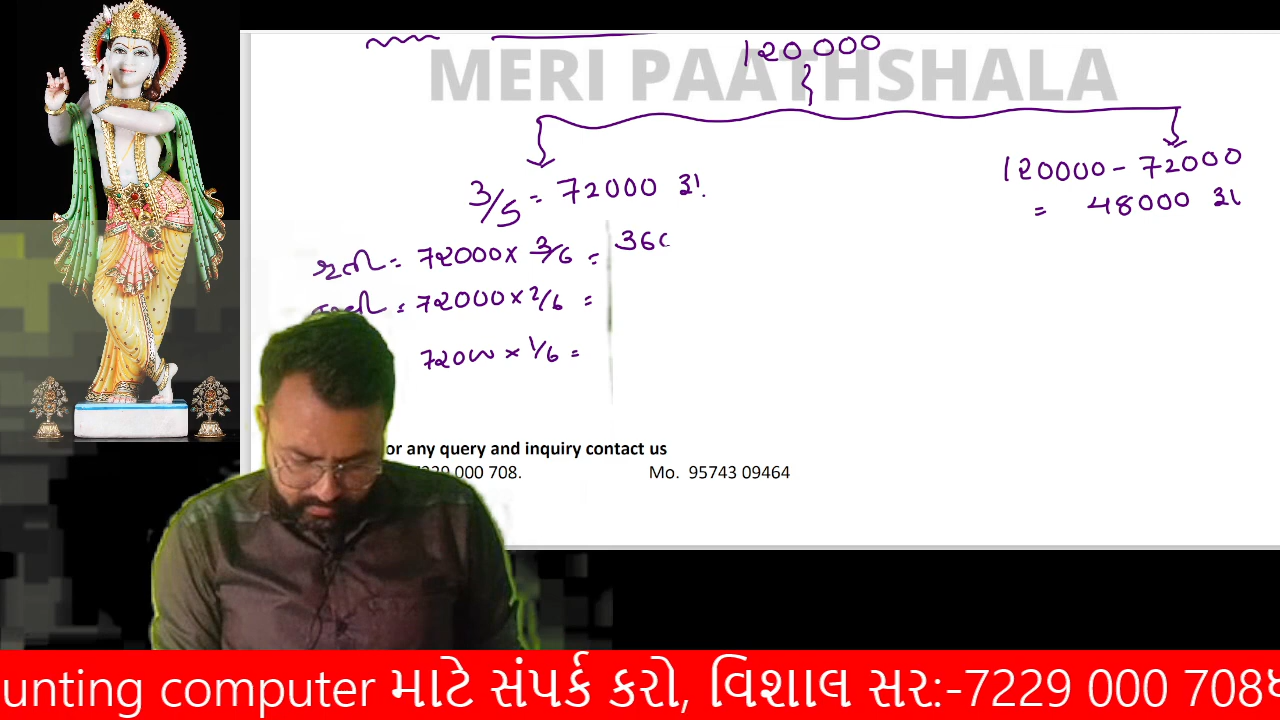 120000
MERI PAATHSHALA
3/5 = 72000 રૂા.
120000 - 72000
= 48000 રૂા
= 72000 x 3/6 = 360
= 72000 x 2/6 =
72000 x 1/6 =
or any query and inquiry contact us
7229 000 708. Mo. 95743 09464
unting computer માટે સંપર્ક કરો, વિશાલ સર:-7229 000 708